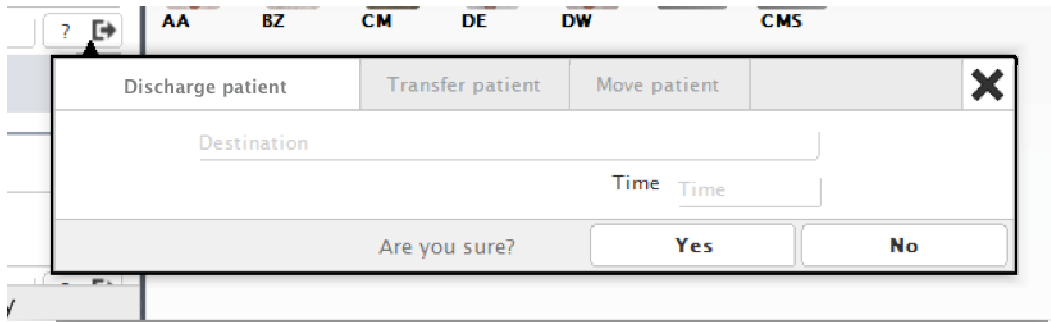 ? AA BZ CM DE DW CMS
Discharge patient Transfer patient Move patient
Destination
Time Time
Are you sure? Yes No
y